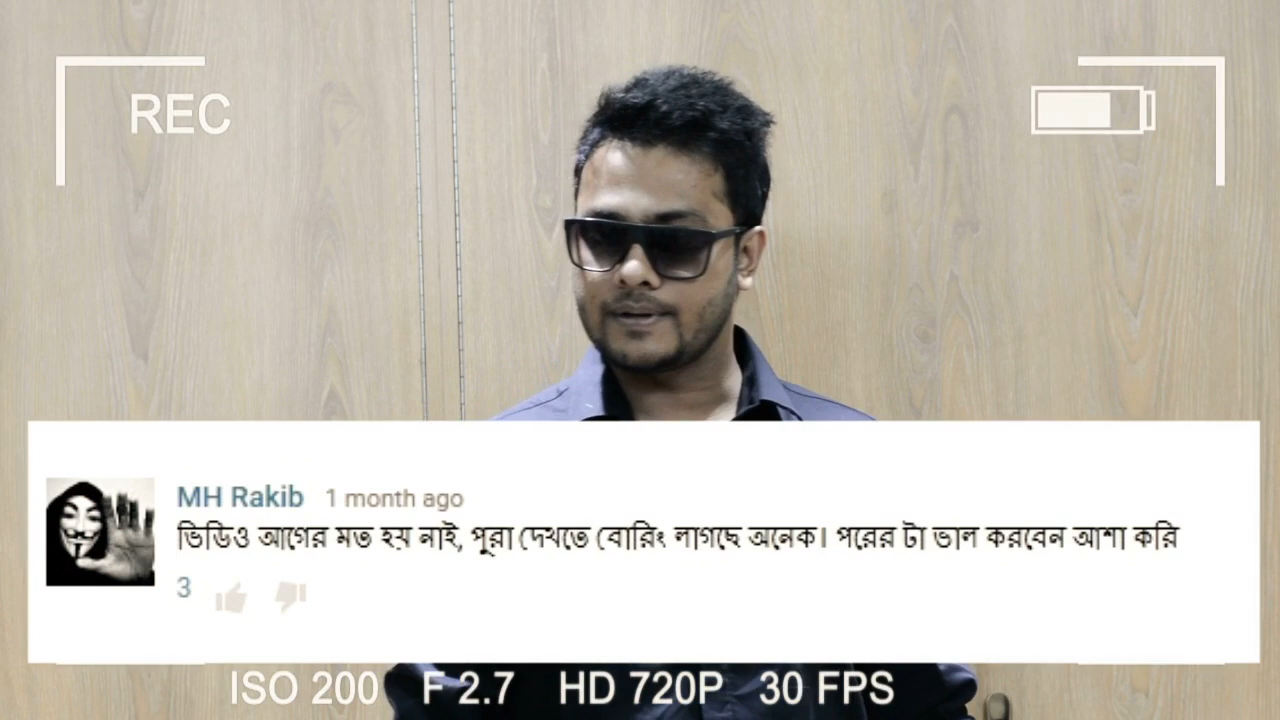 REC
MH Rakib 1 month ago
ভিডিও আগের মত হয় নাই, পুরা দেখতে বোরিং লাগছে অনেক। পরের টা ভাল করবেন আশা করি
3
ISO 200 F 2.7 HD 720P 30 FPS